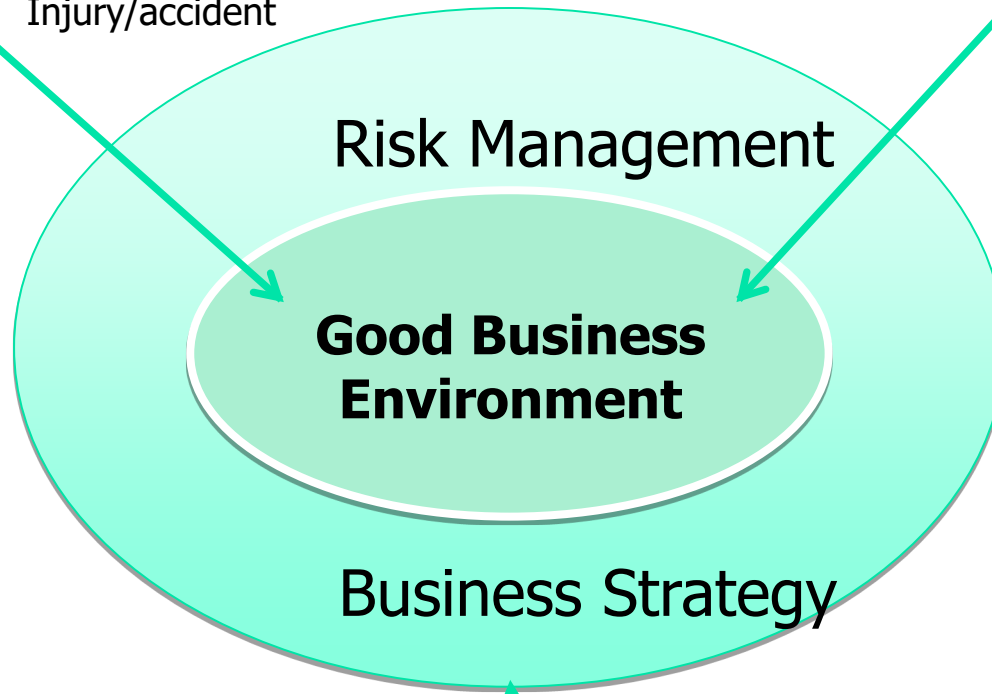 Injury/accident
Risk Management
Good Business
Environment
Business Strategy